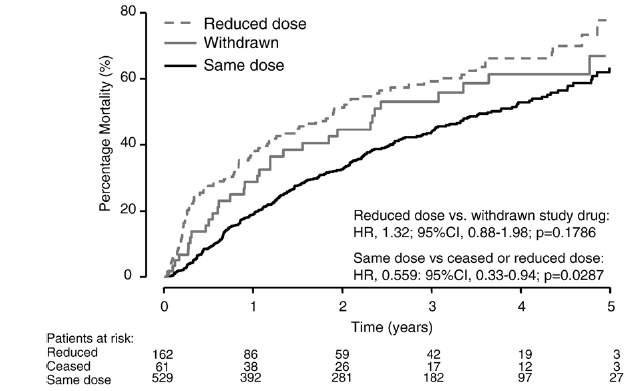 80
60
40
20
0
Percentage Mortality (%)
Reduced dose
Withdrawn
Same dose
Reduced dose vs. withdrawn study drug:
HR, 1.32; 95%CI, 0.88-1.98; p=0.1786
Same dose vs ceased or reduced dose:
HR, 0.559: 95%CI, 0.33-0.94; p=0.0287
0 1 2 3 4 5
Time (years)
Patients at risk:
Reduced 162 86 59 42 19 3
Ceased 61 38 26 17 12 3
Same dose 529 392 281 182 97 27